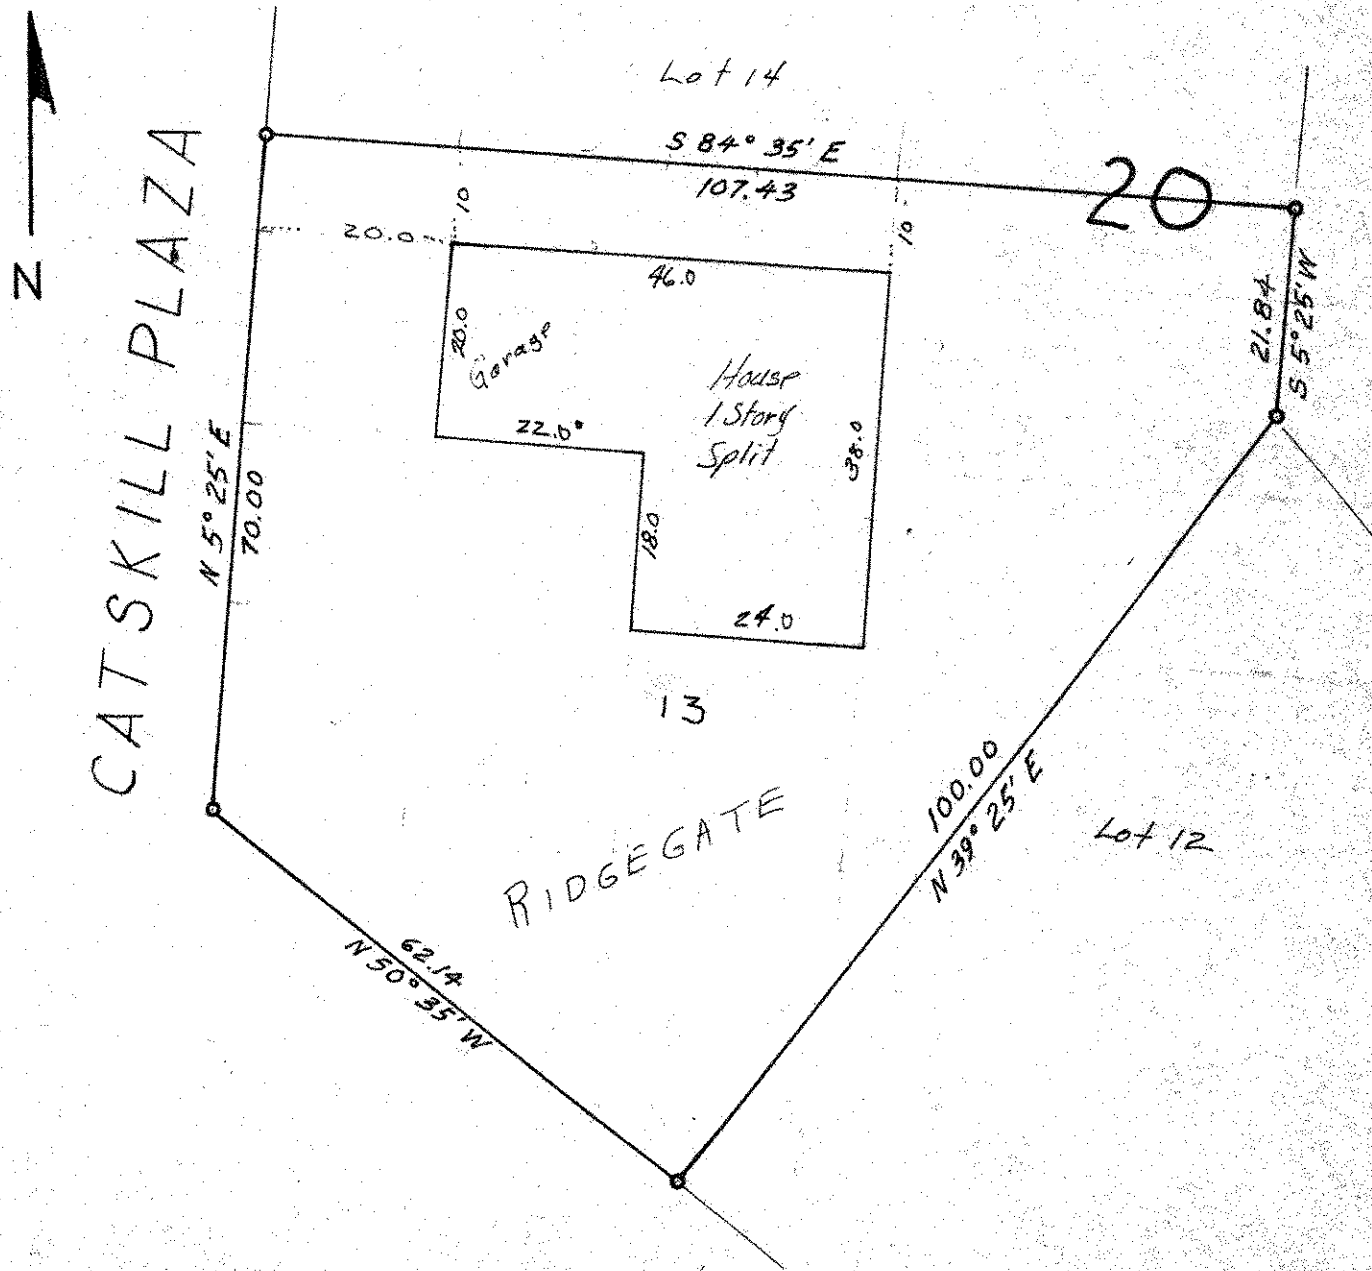 Lot 14
S 84° 35' E
107.43
20
CATSKILL PLAZA
N
10
20.0
10
46.0
21.84
S 5° 25' W
20.0
Garage
House
1 Story
Split
22.0
38.0
N 5° 25' E
70.00
18.0
24.0
13
RIDGEGATE
100.00
N 39° 25' E
Lot 12
62.14
N 50° 35' W